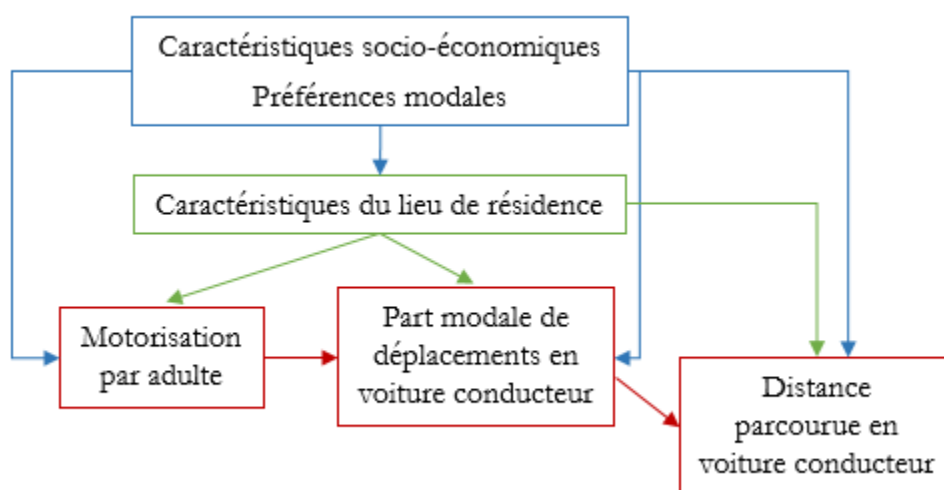 Caractéristiques socio-économiques
Préférences modales
Caractéristiques du lieu de résidence
Motorisation
par adulte
Part modale de
déplacements en
voiture conducteur
Distance
parcourue en
voiture conducteur